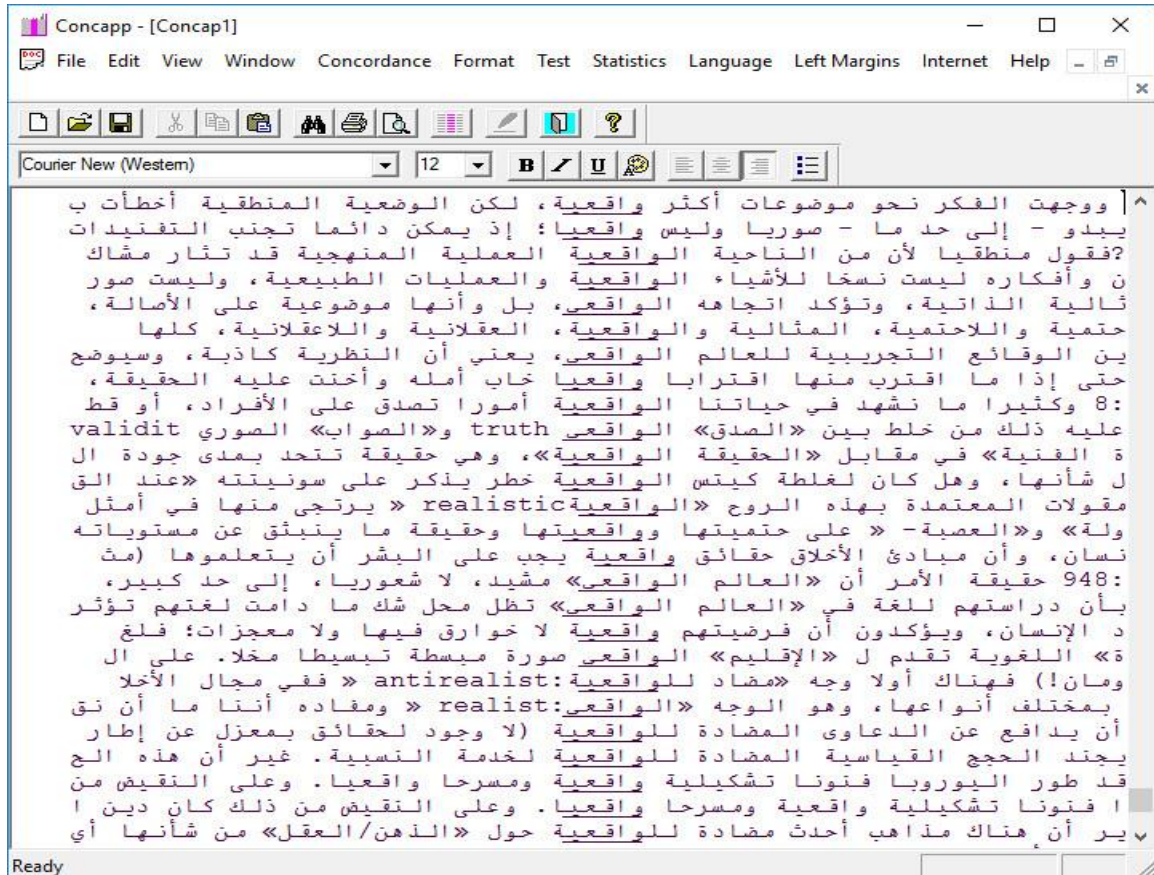 Concapp - [Concap1]
File Edit View Window Concordance Format Test Statistics Language Left Margins Internet Help
Courier New (Western) 12 B I U
ووجهت الفكر نحو موضوعات أكثر واقعية، لكن الوضعية المنطقية أخطأت ب
يبدو – إلى حد ما – صوريا وليس واقعيا؛ إذ يمكن دائما تجنب التفنيدات
?فقول منطقيا لأن من الناحية الواقعية العملية المنهجية قد تثار مشاك
ن وأفكاره ليست نسخا للأشياء الواقعية والعمليات الطبيعية، وليست صور
ثالية الذاتية، وتؤكد اتجاهه الواقعي، بل وأنها موضوعية على الأصالة،
حتمية واللاحتمية، المثالية والواقعية، العقلانية واللاعقلانية، كلها
ين الوقائع التجريبية للعالم الواقعي، يعني أن النظرية كاذبة، وسيوضح
حتى إذا ما اقترب منها اقترابا واقعيا خاب أمله وأخنت عليه الحقيقة،
8: وكثيرا ما نشهد في حياتنا الواقعية أمورا تصدق على الأفراد، أو قط
عليه ذلك من خلط بين «الصدق» الواقعي truth و«الصواب» الصوري validit
ة الفنية» في مقابل «الحقيقة الواقعية»، وهي حقيقة تتحد بمدى جودة ال
ل شأنها، وهل كان لغلطة كيتس الواقعية خطر يذكر على سونيتته «عند الق
مقولات المعتمدة بهذه الروح «الواقعيةrealistic « يرتجى منها في أمثل
ولة» و«العصبة– « على حتميتها وواقعيتها وحقيقة ما ينبثق عن مستوياته
نسان، وأن مبادئ الأخلاق حقائق واقعية يجب على البشر أن يتعلموها (مث
948: حقيقة الأمر أن «العالم الواقعي» مشيد، لا شعوريا، إلى حد كبير،
بأن دراستهم للغة في «العالم الواقعي» تظل محل شك ما دامت لغتهم تؤثر
د الإنسان، ويؤكدون أن فرضيتهم واقعية لا خوارق فيها ولا معجزات؛ فلغ
ة» اللغوية تقدم ل «الإقليم» الواقعي صورة مبسطة تبسيطا مخلا. على ال
ومان!) فهناك أولا وجه «مضاد للواقعية:antirealist « ففي مجال الأخلا
بمختلف أنواعها، وهو الوجه «الواقعي:realist « ومفاده أننا ما أن نق
أن يدافع عن الدعاوى المضادة للواقعية (لا وجود لحقائق بمعزل عن إطار
يجند الحجج القياسية المضادة للواقعية لخدمة النسبية. غير أن هذه الح
قد طور اليوروبا فنونا تشكيلية واقعية ومسرحا واقعيا. وعلى النقيض من
ا فنونا تشكيلية واقعية ومسرحا واقعيا. وعلى النقيض من ذلك كان دين ا
ير أن هناك مذاهب أحدث مضادة للواقعية حول «الذهن/العقل» من شأنها أي
Ready